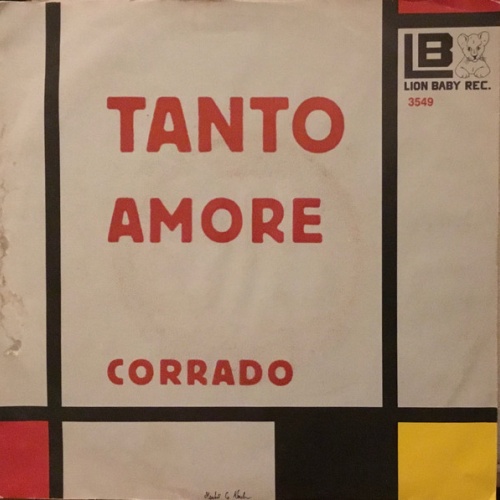 LB
LION BABY REC.
3549
TANTO
AMORE
CORRADO